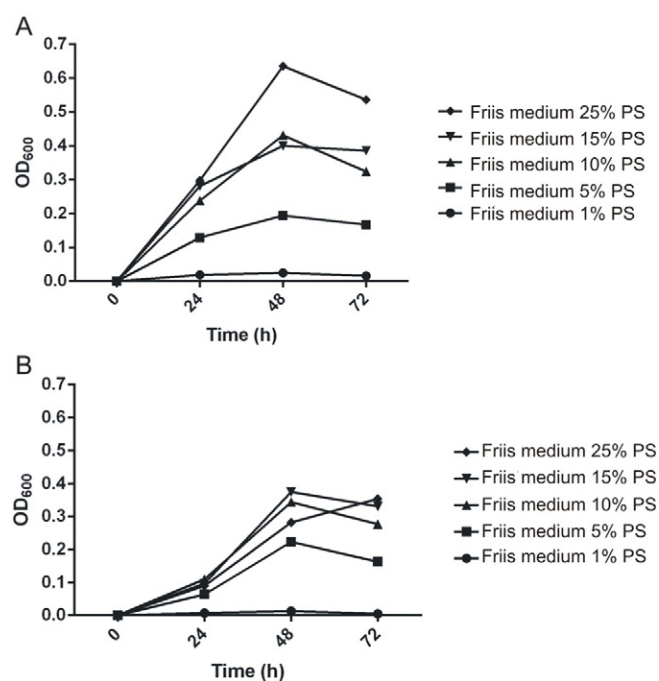 A
0.7
0.6
0.5
0.4
0.3
0.2
0.1
0.0
OD600
0
24
48
72
Time (h)
Friis medium 25% PS
Friis medium 15% PS
Friis medium 10% PS
Friis medium 5% PS
Friis medium 1% PS
B
0.7
0.6
0.5
0.4
0.3
0.2
0.1
0.0
OD600
0
24
48
72
Time (h)
Friis medium 25% PS
Friis medium 15% PS
Friis medium 10% PS
Friis medium 5% PS
Friis medium 1% PS